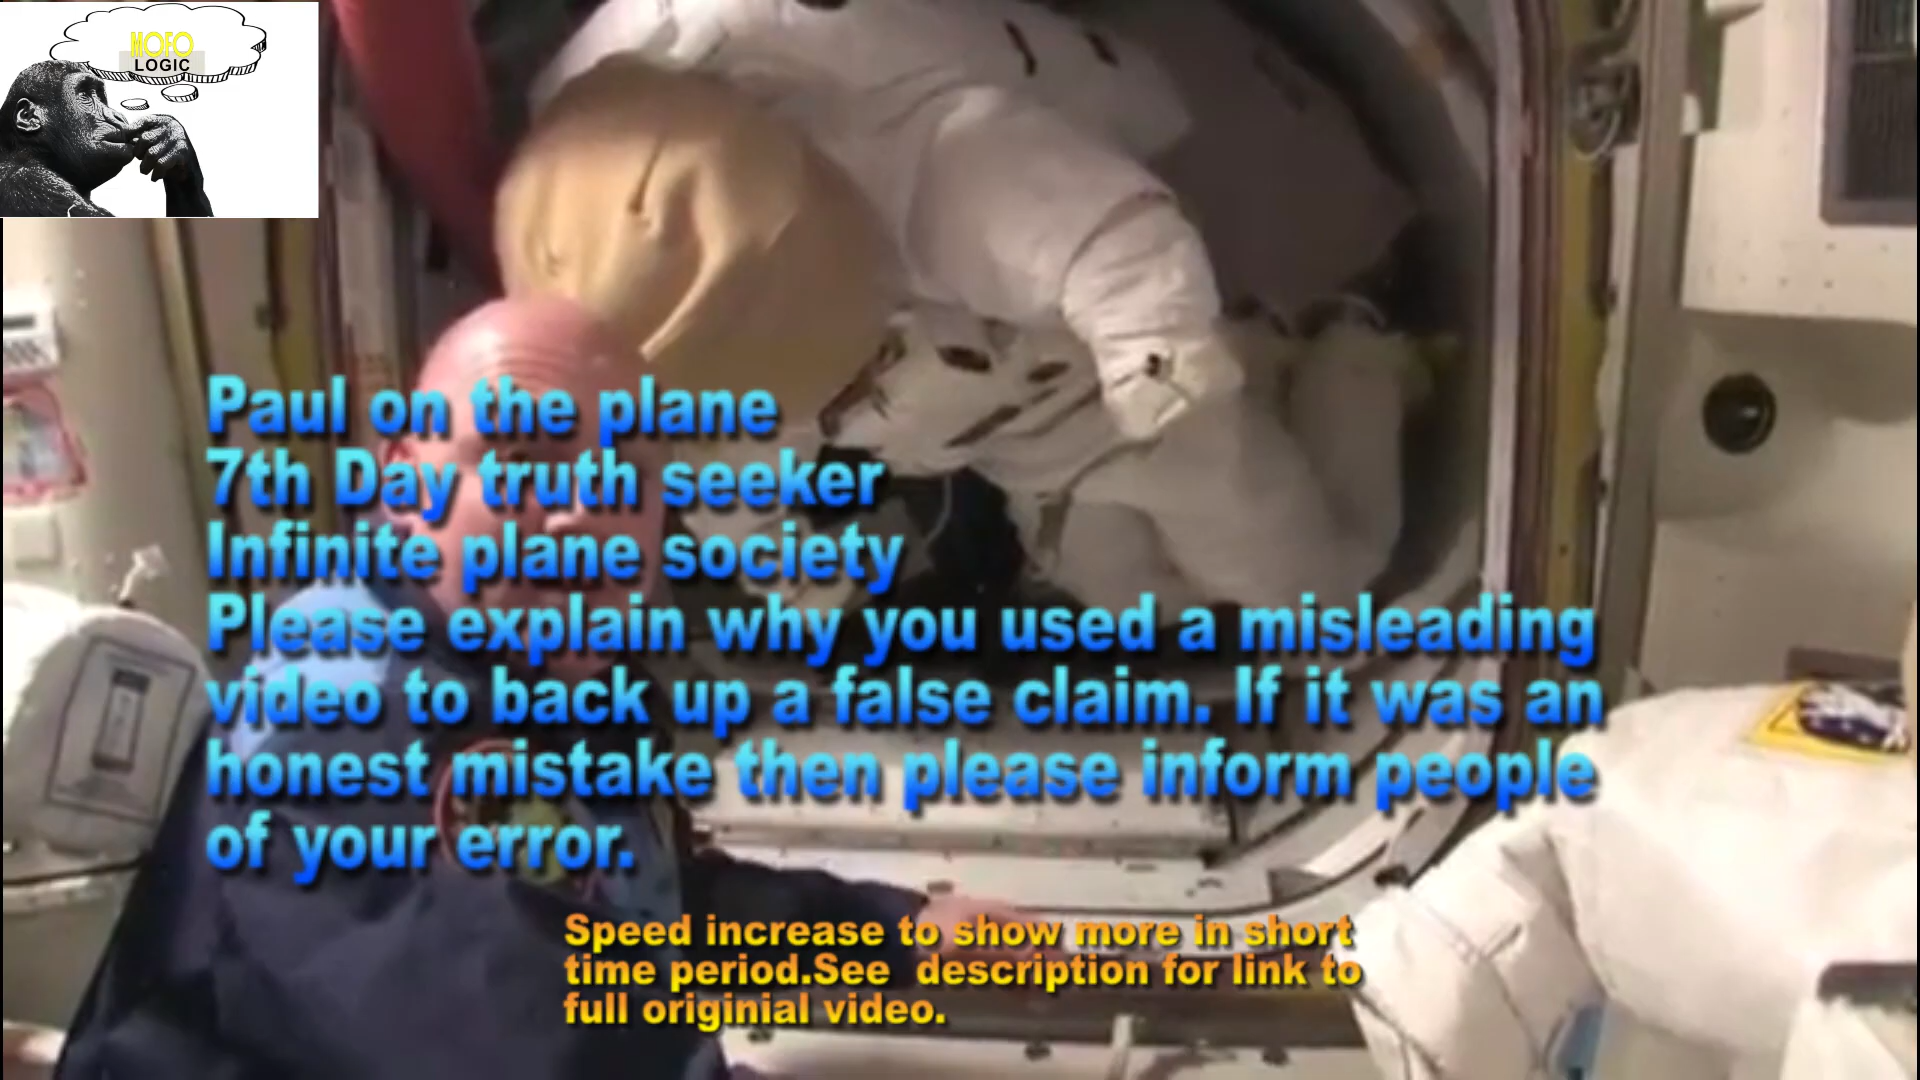 MOFO
LOGIC
Paul on the plane
7th Day truth seeker
Infinite plane society
Please explain why you used a misleading
video to back up a false claim. If it was an
honest mistake then please inform people
of your error.
Speed increase to show more in short
time period.See description for link to
full originial video.